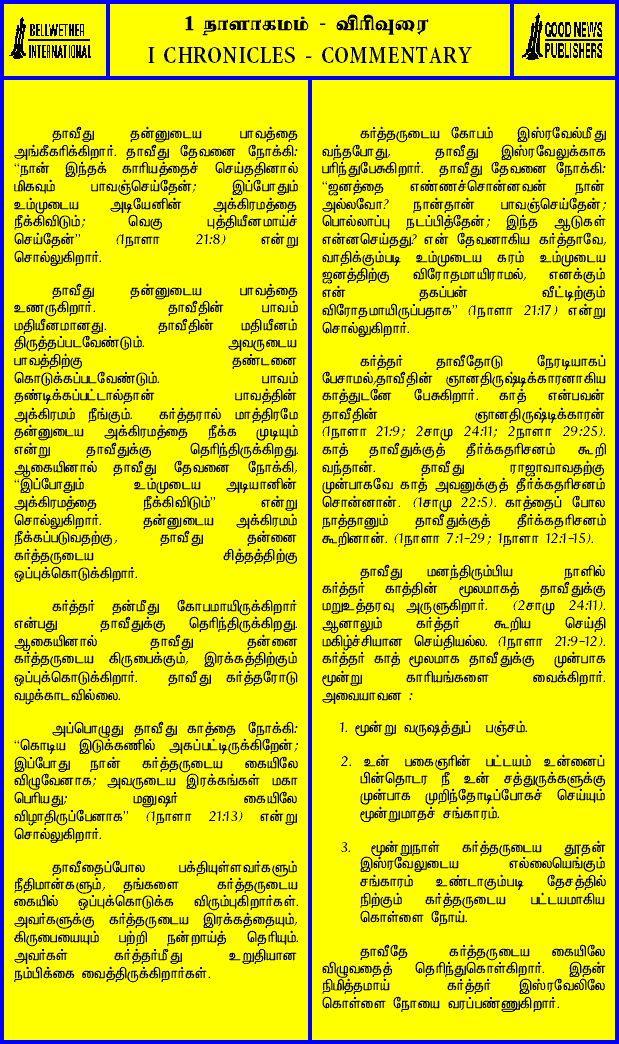 BELLWETHER
INTERNATIONAL
1 நாளாகமம் - விரிவுரை
I CHRONICLES - COMMENTARY
GOOD NEWS
PUBLISHERS
தாவீது தன்னுடைய பாவத்தை
அங்கீகரிக்கிறார். தாவீது தேவனை நோக்கி:
“நான் இந்தக் காரியத்தைச் செய்ததினால்
மிகவும் பாவஞ்செய்தேன்; இப்போதும்
உம்முடைய அடியேனின் அக்கிரமத்தை
நீக்கிவிடும்; வெகு புத்தியீனமாய்ச்
செய்தேன்” (1நாளா 21:8) என்று
சொல்லுகிறார்.
தாவீது தன்னுடைய பாவத்தை
உணருகிறார். தாவீதின் பாவம்
மதியீனமானது. தாவீதின் மதியீனம்
திருத்தப்படவேண்டும். அவருடைய
பாவத்திற்கு தண்டனை
கொடுக்கப்படவேண்டும். பாவம்
தண்டிக்கப்பட்டால்தான் பாவத்தின்
அக்கிரமம் நீங்கும். கர்த்தரால் மாத்திரமே
தன்னுடைய அக்கிரமத்தை நீக்க முடியும்
என்று தாவீதுக்கு தெரிந்திருக்கிறது.
ஆகையினால் தாவீது தேவனை நோக்கி,
“இப்போதும் உம்முடைய அடியானின்
அக்கிரமத்தை நீக்கிவிடும்” என்று
சொல்லுகிறார். தன்னுடைய அக்கிரமம்
நீக்கப்படுவதற்கு, தாவீது தன்னை
கர்த்தருடைய சித்தத்திற்கு
ஒப்புக்கொடுக்கிறார்.
கர்த்தர் தன்மீது கோபமாயிருக்கிறார்
என்பது தாவீதுக்கு தெரிந்திருக்கிறது.
ஆகையினால் தாவீது தன்னை
கர்த்தருடைய கிருபைக்கும், இரக்கத்திற்கும்
ஒப்புக்கொடுக்கிறார். தாவீது கர்த்தரோடு
வழக்காடவில்லை.
அப்பொழுது தாவீது காத்தை நோக்கி:
“கொடிய இடுக்கணில் அகப்பட்டிருக்கிறேன்;
இப்போது நான் கர்த்தருடைய கையிலே
விழுவேனாக; அவருடைய இரக்கங்கள் மகா
பெரியது; மனுஷர் கையிலே
விழாதிருப்பேனாக” (1நாளா 21:13) என்று
சொல்லுகிறார்.
தாவீதைப்போல பக்தியுள்ளவர்களும்
நீதிமான்களும், தங்களை கர்த்தருடைய
கையில் ஒப்புக்கொடுக்க விரும்புகிறார்கள்.
அவர்களுக்கு கர்த்தருடைய இரக்கத்தையும்,
கிருபையையும் பற்றி நன்றாய்த் தெரியும்.
அவர்கள் கர்த்தர்மீது உறுதியான
நம்பிக்கை வைத்திருக்கிறார்கள்.
கர்த்தருடைய கோபம் இஸ்ரவேல்மீது
வந்தபோது, தாவீது இஸ்ரவேலுக்காக
பரிந்துபேசுகிறார். தாவீது தேவனை நோக்கி:
“ஜனத்தை எண்ணச்சொன்னவன் நான்
அல்லவோ? நான்தான் பாவஞ்செய்தேன்;
பொல்லாப்பு நடப்பித்தேன்; இந்த ஆடுகள்
என்னசெய்தது? என் தேவனாகிய கர்த்தாவே,
வாதிக்கும்படி உம்முடைய கரம் உம்முடைய
ஜனத்திற்கு விரோதமாயிராமல், எனக்கும்
என் தகப்பன் வீட்டிற்கும்
விரோதமாயிருப்பதாக” (1நாளா 21:17) என்று
சொல்லுகிறார்.
கர்த்தர் தாவீதோடு நேரடியாகப்
பேசாமல்,தாவீதின் ஞானதிருஷ்டிக்காரனாகிய
காத்துடனே பேசுகிறார். காத் என்பவன்
தாவீதின் ஞானதிருஷ்டிக்காரன்
(1நாளா 21:9; 2சாமு 24:11; 2நாளா 29:25).
காத் தாவீதுக்குத் தீர்க்கதரிசனம் கூறி
வந்தான். தாவீது ராஜாவாவதற்கு
முன்பாகவே காத் அவனுக்குத் தீர்க்கதரிசனம்
சொன்னான். (1சாமு 22:5). காத்தைப் போல
நாத்தானும் தாவீதுக்குத் தீர்க்கதரிசனம்
கூறினான். (1நாளா 7:1-29; 1நாளா 12:1-15).
தாவீது மனந்திரும்பிய நாளில்
கர்த்தர் காத்தின் மூலமாகத் தாவீதுக்கு
மறுஉத்தரவு அருளுகிறார். (2சாமு 24:11).
ஆனாலும் கர்த்தர் கூறிய செய்தி
மகிழ்ச்சியான செய்தியல்ல. (1நாளா 21:9-12).
கர்த்தர் காத் மூலமாக தாவீதுக்கு முன்பாக
மூன்று காரியங்களை வைக்கிறார்.
அவையாவன :
1. மூன்று வருஷத்துப் பஞ்சம்.
2. உன் பகைஞரின் பட்டயம் உன்னைப்
பின்தொடர நீ உன் சத்துருக்களுக்கு
முன்பாக முறிந்தோடிப்போகச் செய்யும்
மூன்றுமாதச் சங்காரம்.
3. மூன்றுநாள் கர்த்தருடைய தூதன்
இஸ்ரவேலுடைய எல்லையெங்கும்
சங்காரம் உண்டாகும்படி தேசத்தில்
நிற்கும் கர்த்தருடைய பட்டயமாகிய
கொள்ளை நோய்.
தாவீதே கர்த்தருடைய கையிலே
விழுவதைத் தெரிந்துகொள்கிறார். இதன்
நிமித்தமாய் கர்த்தர் இஸ்ரவேலிலே
கொள்ளை நோயை வரப்பண்ணுகிறார்.